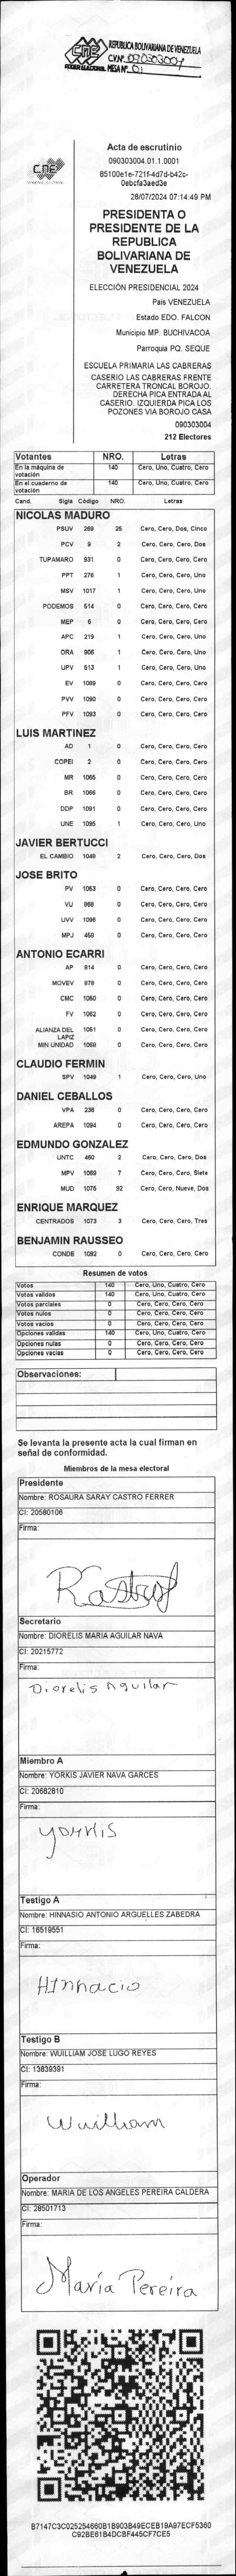 CNE
PODER ELECTORAL
REPUBLICA BOLIVARIANA DE VENEZUELA
C.V.Nº 090303004
MESA Nº 01
CNE
Acta de escrutinio
090303004.01.1.0001
85100e1e-721f-4d7d-b42c-
0ebcfa3aed3e
28/07/2024 07:14:49 PM
PRESIDENTA O
PRESIDENTE DE LA
REPUBLICA
BOLIVARIANA DE
VENEZUELA
ELECCIÓN PRESIDENCIAL 2024
País VENEZUELA
Estado EDO. FALCON
Municipio MP. BUCHIVACOA
Parroquia PQ. SEQUE
ESCUELA PRIMARIA LAS CABRERAS
CASERIO LAS CABRERAS FRENTE
CARRETERA TRONCAL BOROJO.
DERECHA PICA ENTRADA AL
CASERIO. IZQUIERDA PICA LOS
POZONES VIA BOROJO CASA
090303004
212 Electores
Votantes NRO. Letras
En la máquina de votación 140 Cero, Uno, Cuatro, Cero
En el cuaderno de votación 140 Cero, Uno, Cuatro, Cero
Cand. Sigla Código NRO. Letras
NICOLAS MADURO
PSUV 269 25 Cero, Cero, Dos, Cinco
PCV 9 2 Cero, Cero, Cero, Dos
TUPAMARO 931 0 Cero, Cero, Cero, Cero
PPT 276 1 Cero, Cero, Cero, Uno
MSV 1017 1 Cero, Cero, Cero, Uno
PODEMOS 514 0 Cero, Cero, Cero, Cero
MEP 6 0 Cero, Cero, Cero, Cero
APC 219 1 Cero, Cero, Cero, Uno
ORA 906 1 Cero, Cero, Cero, Uno
UPV 513 1 Cero, Cero, Cero, Uno
EV 1089 0 Cero, Cero, Cero, Cero
PVV 1090 0 Cero, Cero, Cero, Cero
PFV 1093 0 Cero, Cero, Cero, Cero
LUIS MARTINEZ
AD 1 0 Cero, Cero, Cero, Cero
COPEI 2 0 Cero, Cero, Cero, Cero
MR 1065 0 Cero, Cero, Cero, Cero
BR 1066 0 Cero, Cero, Cero, Cero
DDP 1091 0 Cero, Cero, Cero, Cero
UNE 1095 1 Cero, Cero, Cero, Uno
JAVIER BERTUCCI
EL CAMBIO 1048 2 Cero, Cero, Cero, Dos
JOSE BRITO
PV 1053 0 Cero, Cero, Cero, Cero
VU 868 0 Cero, Cero, Cero, Cero
UVV 1096 0 Cero, Cero, Cero, Cero
MPJ 459 0 Cero, Cero, Cero, Cero
ANTONIO ECARRI
AP 814 0 Cero, Cero, Cero, Cero
MOVEV 878 0 Cero, Cero, Cero, Cero
CMC 1050 0 Cero, Cero, Cero, Cero
FV 1062 0 Cero, Cero, Cero, Cero
ALIANZA DEL LAPIZ 1051 0 Cero, Cero, Cero, Cero
MIN UNIDAD 1069 0 Cero, Cero, Cero, Cero
CLAUDIO FERMIN
SPV 1049 1 Cero, Cero, Cero, Uno
DANIEL CEBALLOS
VPA 236 0 Cero, Cero, Cero, Cero
AREPA 1094 0 Cero, Cero, Cero, Cero
EDMUNDO GONZALEZ
UNTC 460 2 Cero, Cero, Cero, Dos
MPV 1069 7 Cero, Cero, Cero, Siete
MUD 1075 92 Cero, Cero, Nueve, Dos
ENRIQUE MARQUEZ
CENTRADOS 1073 3 Cero, Cero, Cero, Tres
BENJAMIN RAUSSEO
CONDE 1092 0 Cero, Cero, Cero, Cero
Resumen de votos
Votos 140 Cero, Uno, Cuatro, Cero
Votos validos 140 Cero, Uno, Cuatro, Cero
Votos parciales 0 Cero, Cero, Cero, Cero
Votos nulos 0 Cero, Cero, Cero, Cero
Votos vacios 0 Cero, Cero, Cero, Cero
Opciones validas 140 Cero, Uno, Cuatro, Cero
Opciones nulas 0 Cero, Cero, Cero, Cero
Opciones vacias 0 Cero, Cero, Cero, Cero
Observaciones:
Se levanta la presente acta la cual firman en
señal de conformidad.
Miembros de la mesa electoral
Presidente
Nombre: ROSAURA SARAY CASTRO FERRER
CI: 20580106
Firma:
RCastrof
Secretario
Nombre: DIORELIS MARIA AGUILAR NAVA
CI: 20215772
Firma:
Diorelis Aguilar
Miembro A
Nombre: YORKIS JAVIER NAVA GARCES
CI: 20682810
Firma:
yorkis
Testigo A
Nombre: HINNASIO ANTONIO ARGUELLES ZABEDRA
CI: 16519551
Firma:
HInnacio
Testigo B
Nombre: WUILLIAM JOSE LUGO REYES
CI: 13839391
Firma:
Wuilliam
Operador
Nombre: MARIA DE LOS ANGELES PEREIRA CALDERA
CI: 28501713
Firma:
María Pereira
B7147C3C025254660B1B903B49ECEB19A97ECF5360
C92BE61B4DCBF445CF7CE5